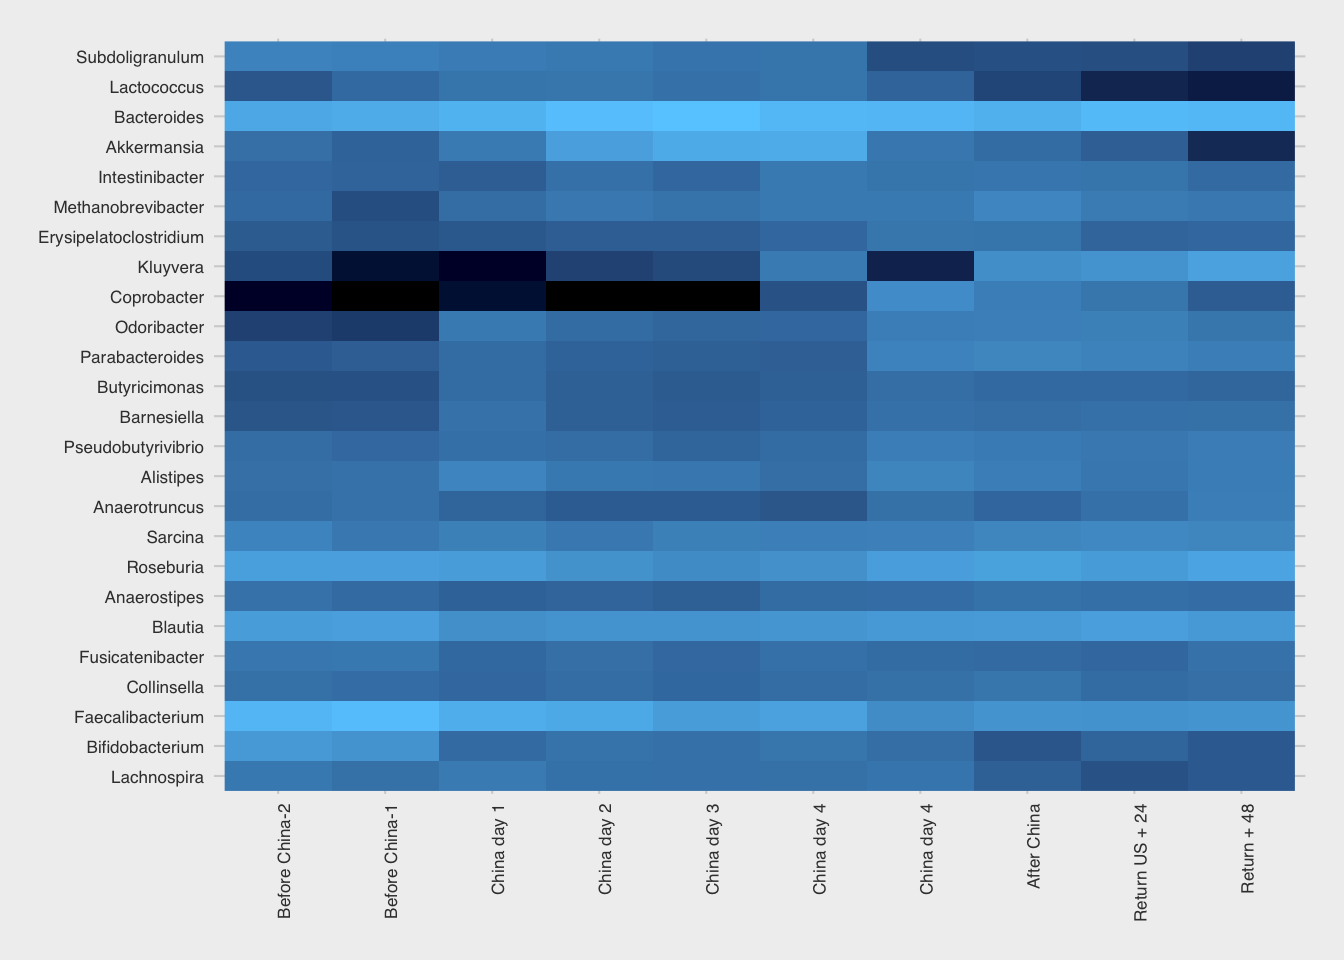 Subdoligranulum
Lactococcus
Bacteroides
Akkermansia
Intestinibacter
Methanobrevibacter
Erysipelatoclostridium
Kluyvera
Coprobacter
Odoribacter
Parabacteroides
Butyricimonas
Barnesiella
Pseudobutyrivibrio
Alistipes
Anaerotruncus
Sarcina
Roseburia
Anaerostipes
Blautia
Fusicatenibacter
Collinsella
Faecalibacterium
Bifidobacterium
Lachnospira
Before China-2
Before China-1
China day 1
China day 2
China day 3
China day 4
China day 4
After China
Return US + 24
Return + 48